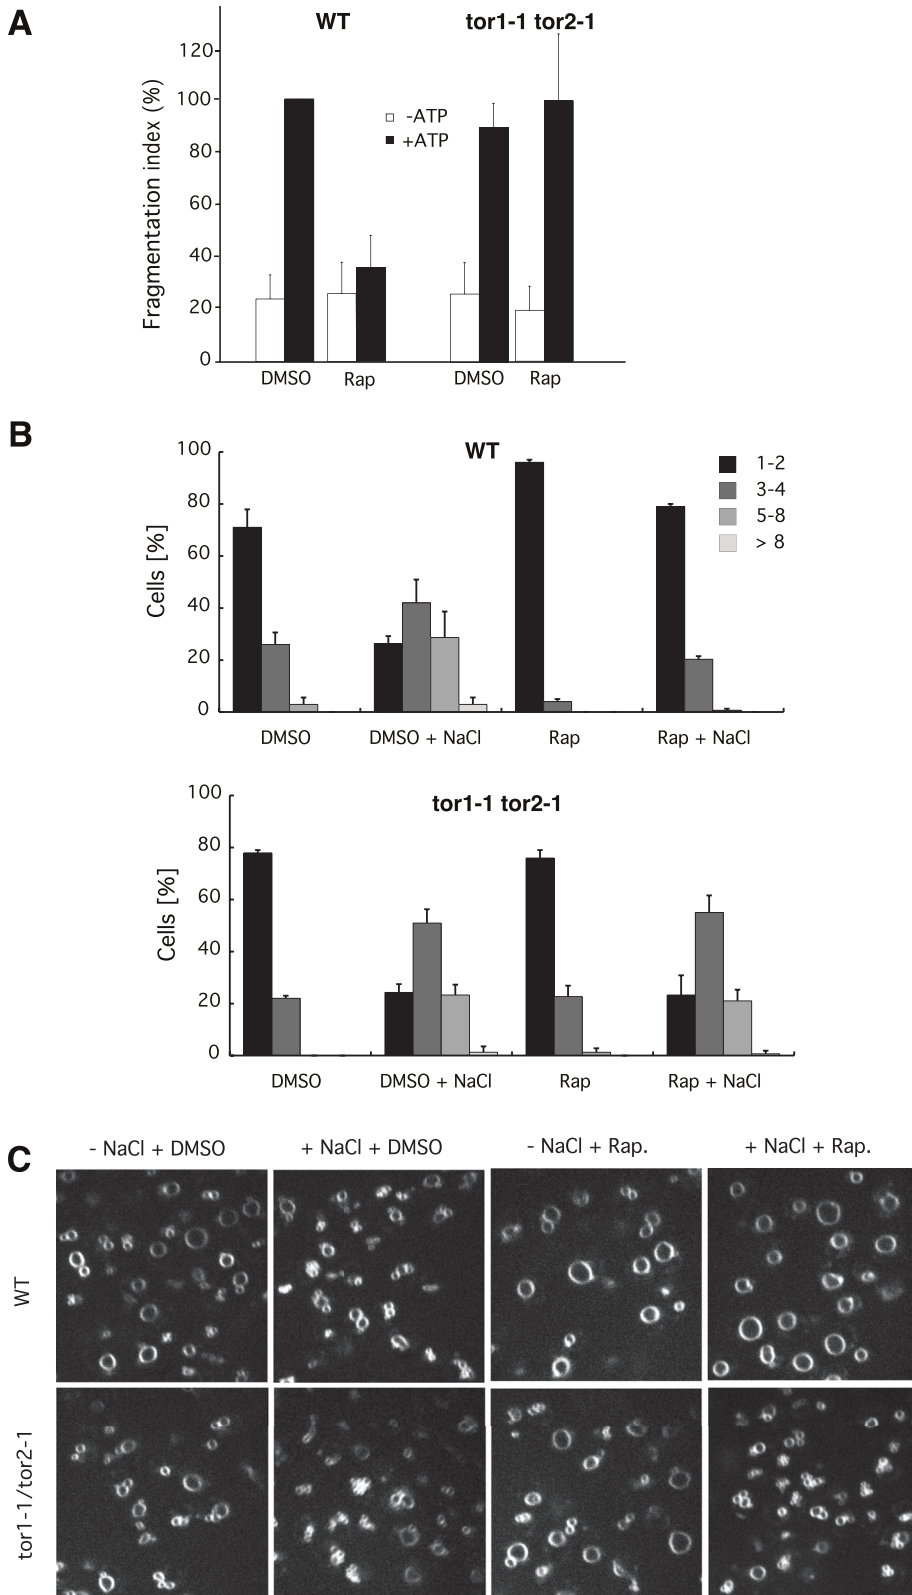 A
WT
tor1-1 tor2-1
Fragmentation index (%)
120
100
80
60
40
20
0
-ATP
+ATP
DMSO
Rap
DMSO
Rap
B
WT
Cells [%]
100
80
60
40
20
0
1-2
3-4
5-8
> 8
DMSO
DMSO + NaCl
Rap
Rap + NaCl
tor1-1 tor2-1
Cells [%]
100
80
60
40
20
0
DMSO
DMSO + NaCl
Rap
Rap + NaCl
C
- NaCl + DMSO
+ NaCl + DMSO
- NaCl + Rap.
+ NaCl + Rap.
WT
tor1-1/tor2-1